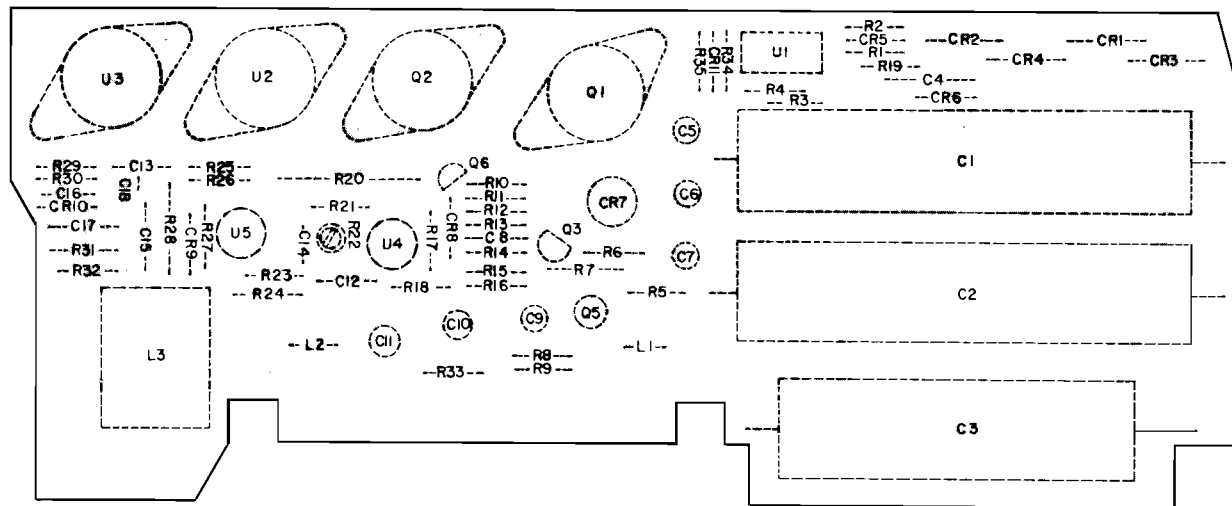 U3
U2
Q2
Q1
R35
CR11
R34
U1
R2
CR5
R1
R19
CR2
CR1
CR4
CR3
C4
CR6
R4
R3
C5
C1
R29
C13
R25
R30
C18
R26
R20
Q6
C16
CR10
C17
R31
R32
C15
R28
CR9
R27
U5
R21
C14
R22
U4
R17
CR8
R10
R11
R12
R13
C8
R14
R15
R16
CR7
C6
Q3
R6
R7
C7
R23
R24
C12
R18
R5
C2
L3
L2
C11
C10
C9
Q5
L1
R8
R9
R33
C3